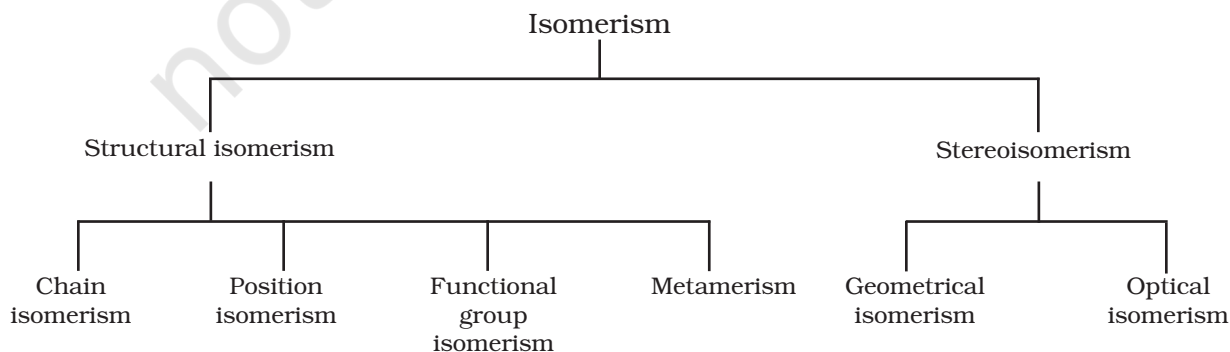 Isomerism
Structural isomerism
Stereoisomerism
Chain
isomerism
Position
isomerism
Functional
group
isomerism
Metamerism
Geometrical
isomerism
Optical
isomerism